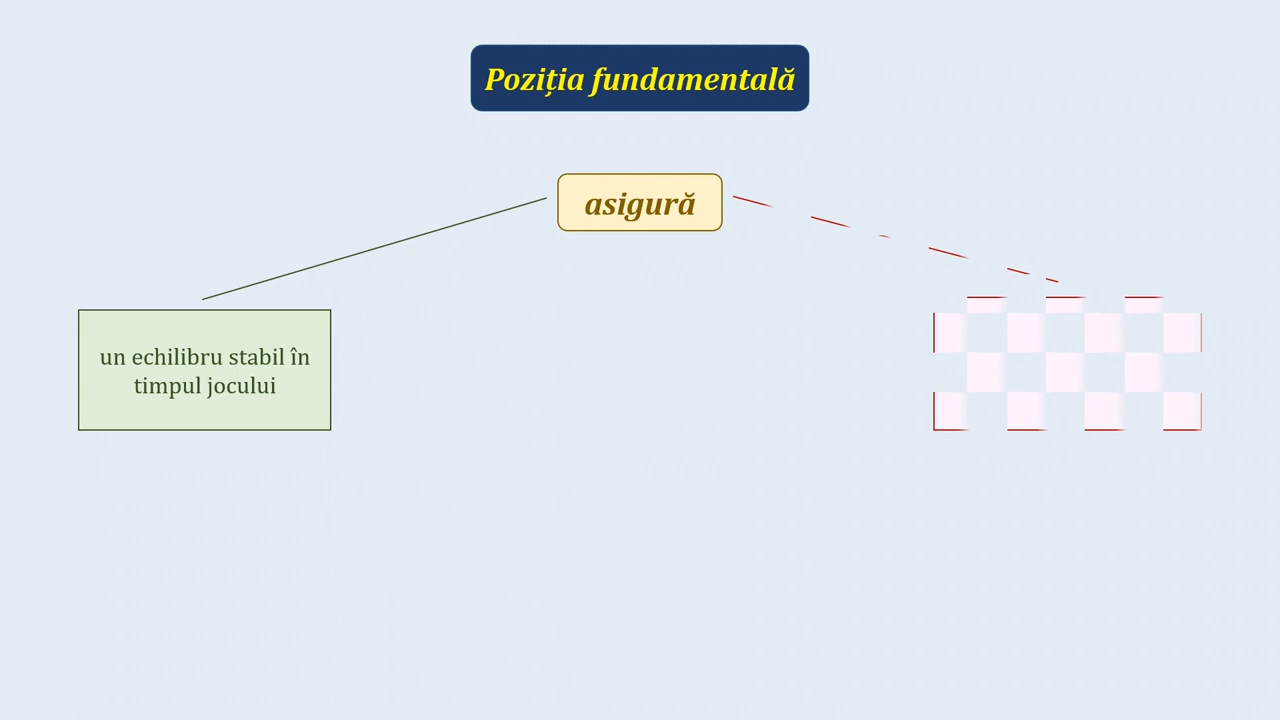 Poziția fundamentală
asigură
un echilibru stabil în
timpul jocului